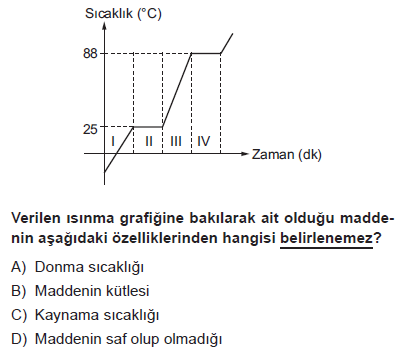 Sıcaklık (°C)
88
25
I II III IV
Zaman (dk)
Verilen ısınma grafiğine bakılarak ait olduğu madde-
nin aşağıdaki özelliklerinden hangisi belirlenemez?
A) Donma sıcaklığı
B) Maddenin kütlesi
C) Kaynama sıcaklığı
D) Maddenin saf olup olmadığı